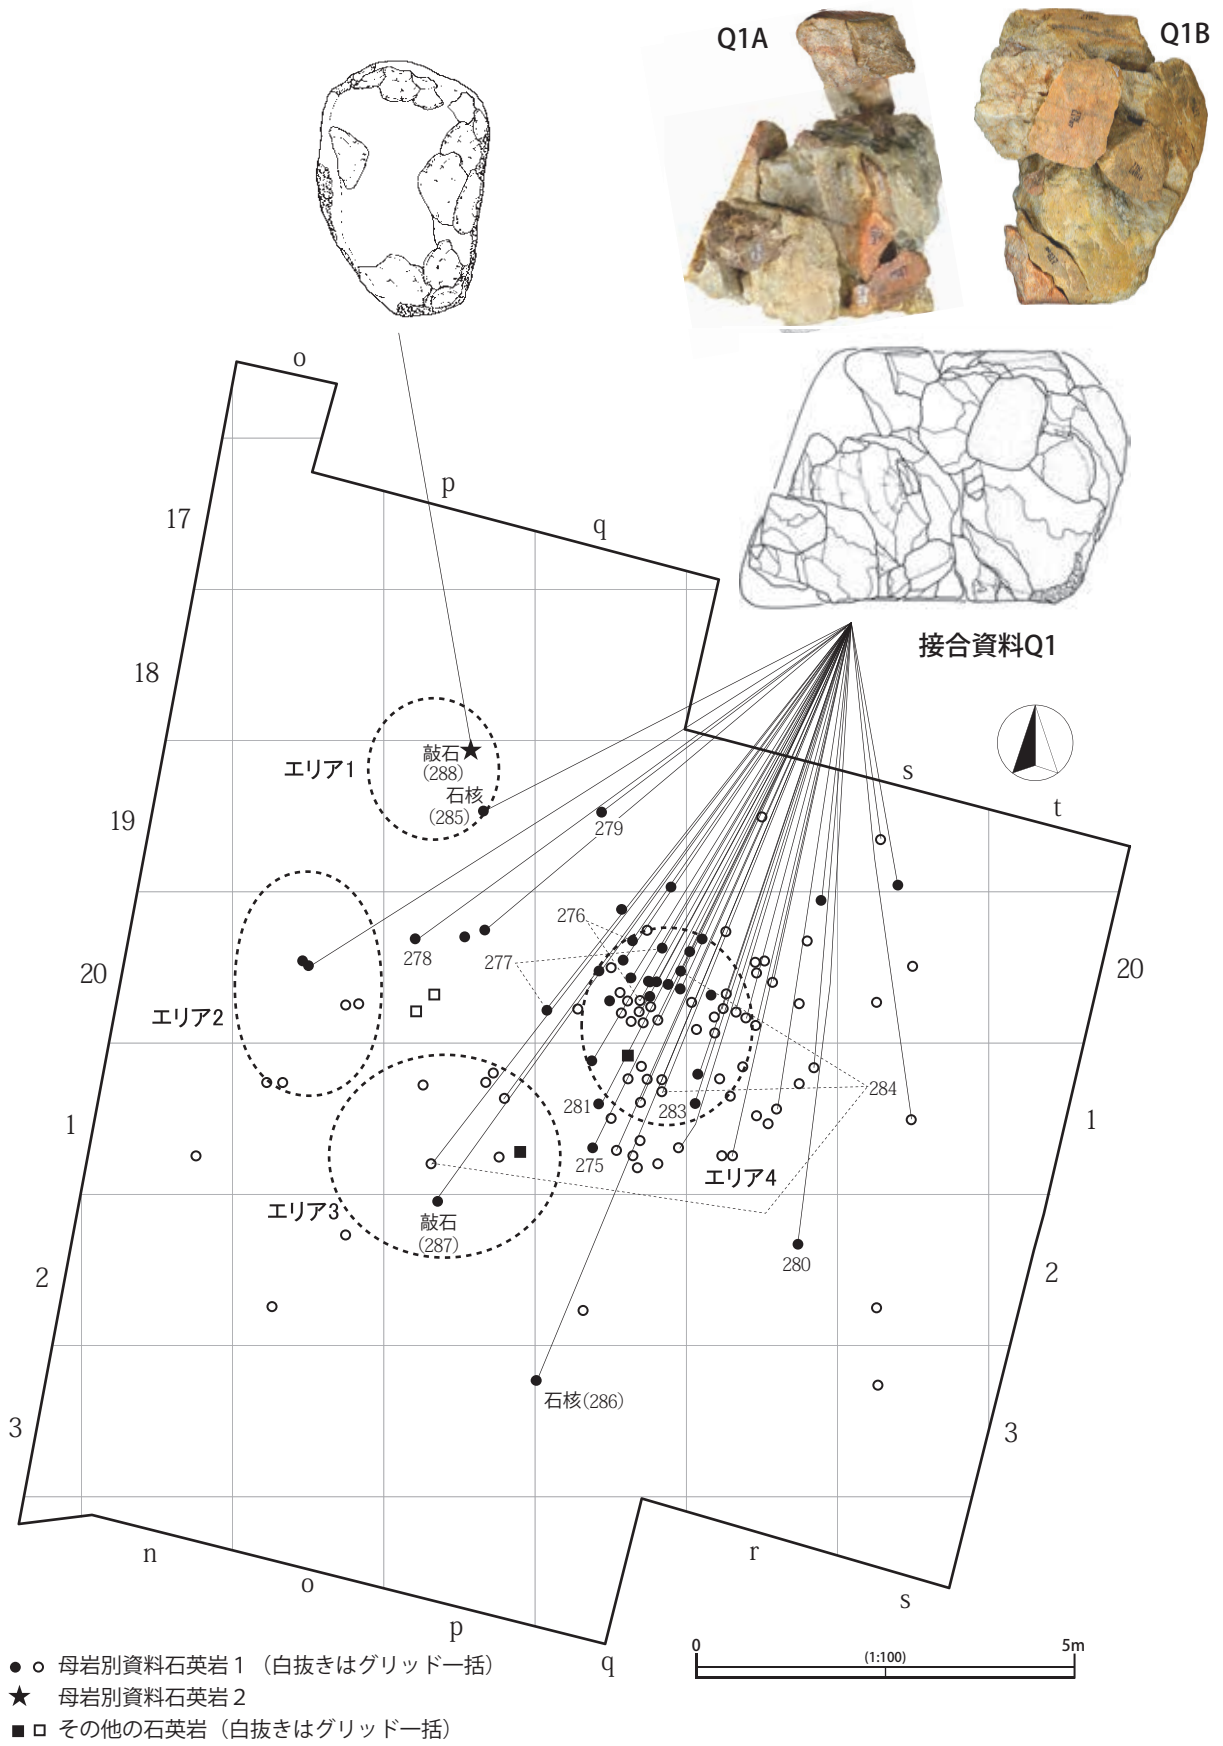 Q1A
Q1B
o
p
q
17
接合資料Q1
18
s
敲石
(288)
エリア1
石核
(285)
t
19
279
276
277
278
20
20
エリア2
284
281
283
1
1
275
エリア4
エリア3
敲石
(287)
280
2
2
石核(286)
3
3
n
r
o
s
p
q
0
5m
(1:100)
● ○ 母岩別資料石英岩1 (白抜きはグリッド一括)
★ 母岩別資料石英岩2
■ □ その他の石英岩 (白抜きはグリッド一括)